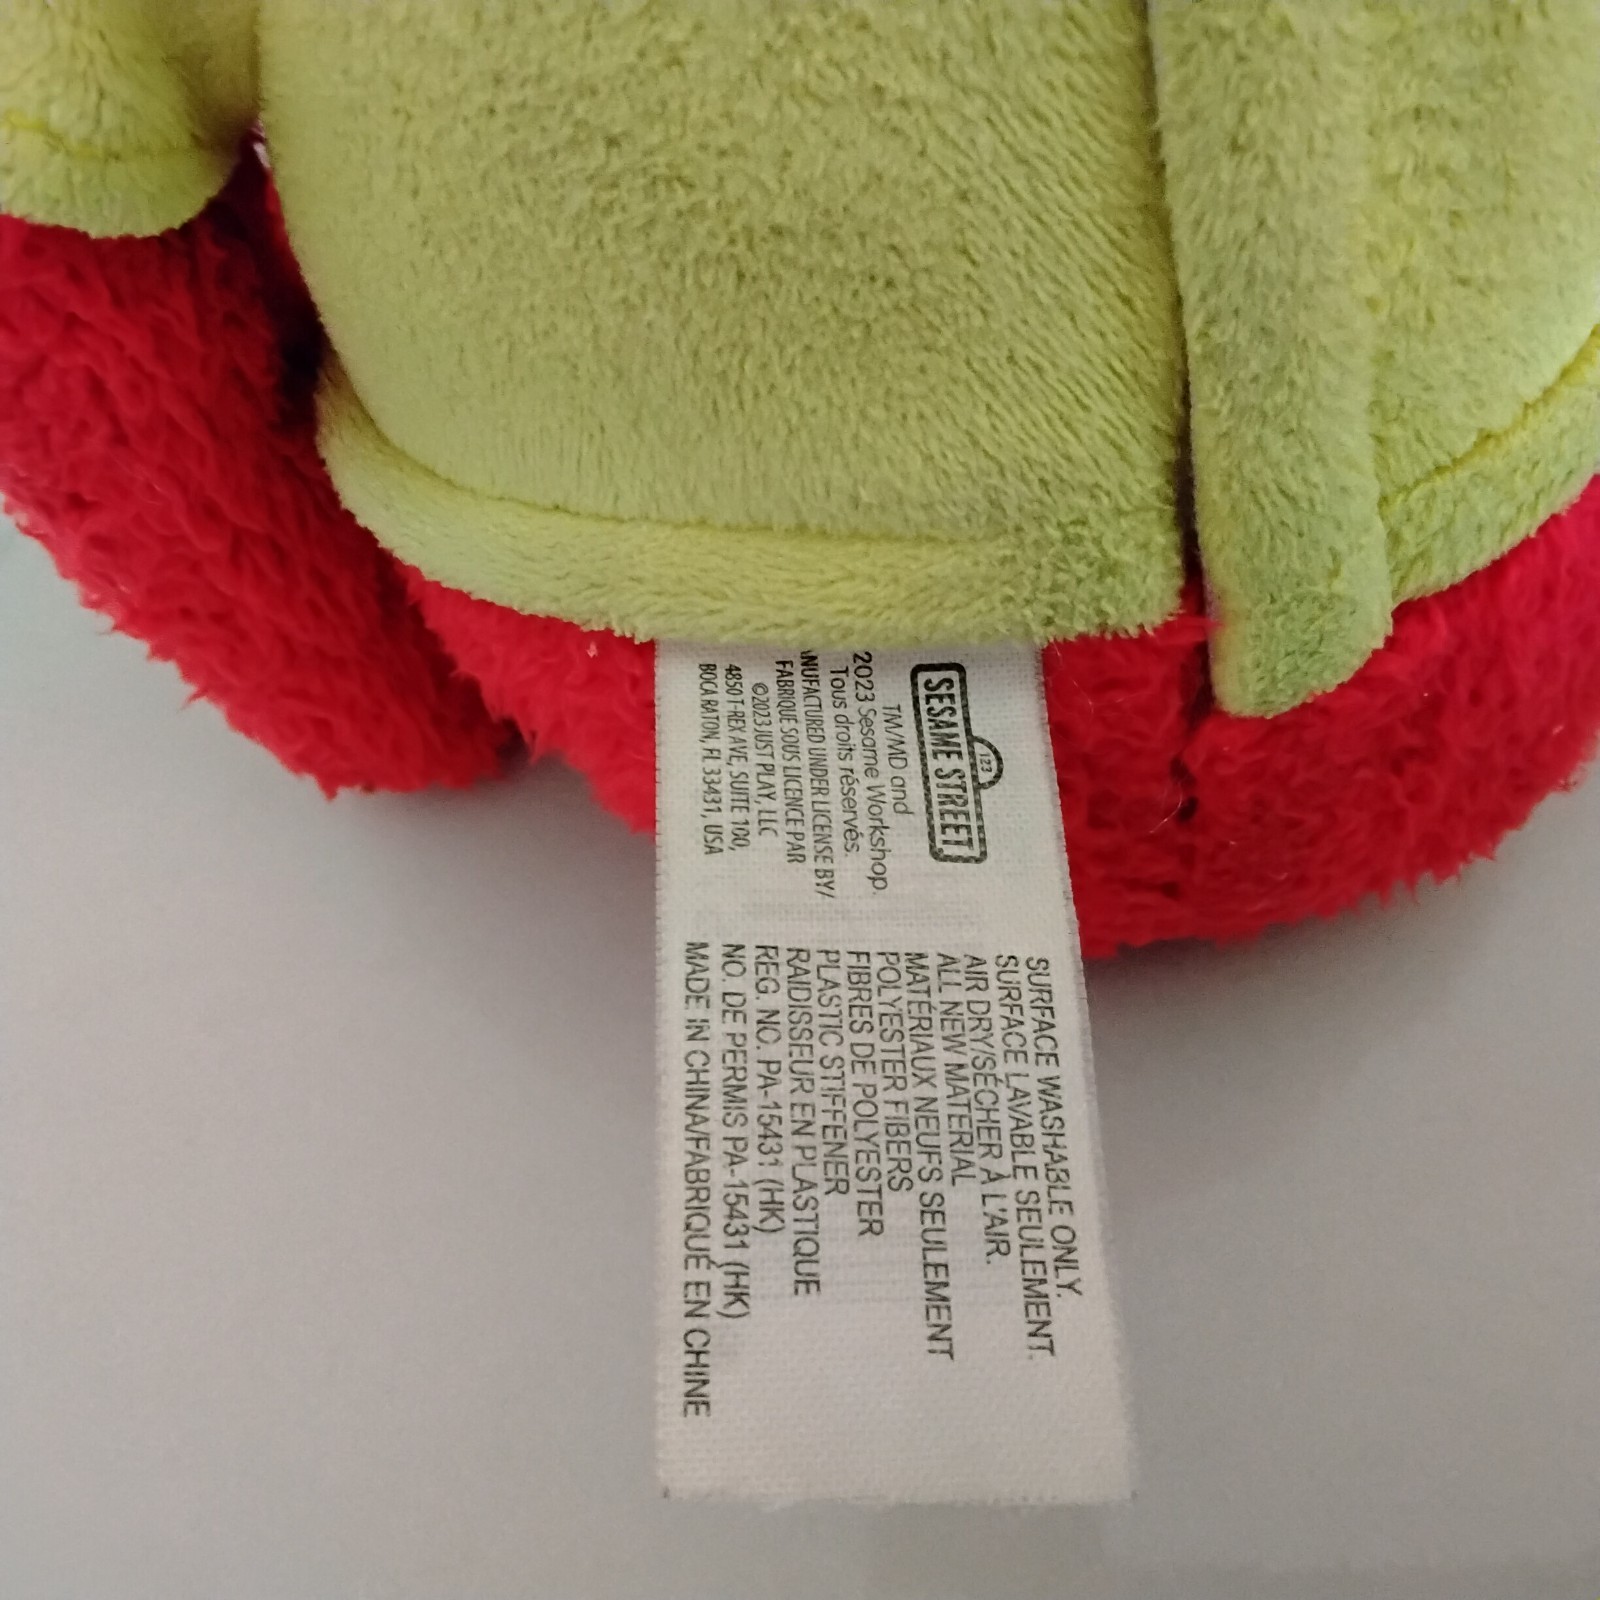 SESAME STREET
123
TM/MD and
2023 Sesame Workshop.
Tous droits réservés.
ANUFACTURED UNDER LICENSE BY/
FABRIQUÉ SOUS LICENCE PAR
©2023 JUST PLAY, LLC
4850 T-REX AVE, SUITE 100,
BOCA RATON, FL 33431, USA
SURFACE WASHABLE ONLY.
SURFACE LAVABLE SEULEMENT.
AIR DRY/SÉCHER À L'AIR.
ALL NEW MATERIAL
MATÉRIAUX NEUFS SEULEMENT
POLYESTER FIBERS
FIBRES DE POLYESTER
PLASTIC STIFFENER
RAIDISSEUR EN PLASTIQUE
REG. NO. PA-15431 (HK)
NO. DE PERMIS PA-15431 (HK)
MADE IN CHINA/FABRIQUÉ EN CHINE